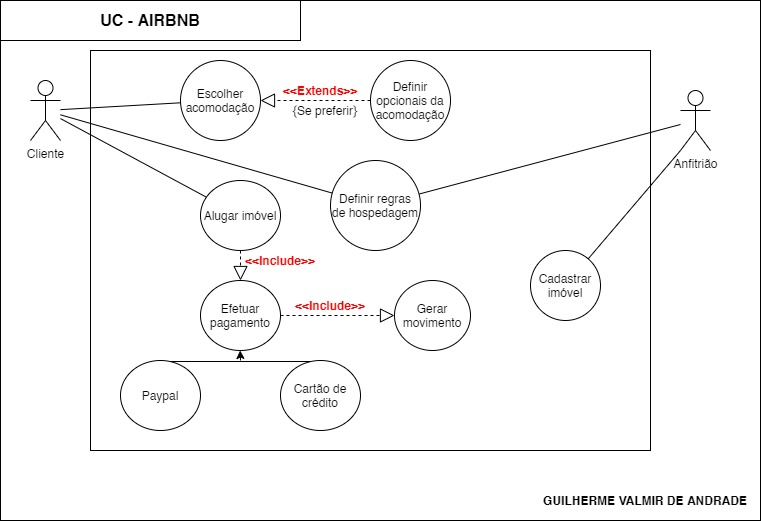 UC - AIRBNB
Escolher
acomodação
<<Extends>>
{Se preferir}
Definir
opcionais da
acomodação
Cliente
Anfitrião
Alugar imóvel
Definir regras
de hospedagem
<<Include>>
Cadastrar
imóvel
Efetuar
pagamento
<<Include>>
Gerar
movimento
Paypal
Cartão de
crédito
GUILHERME VALMIR DE ANDRADE